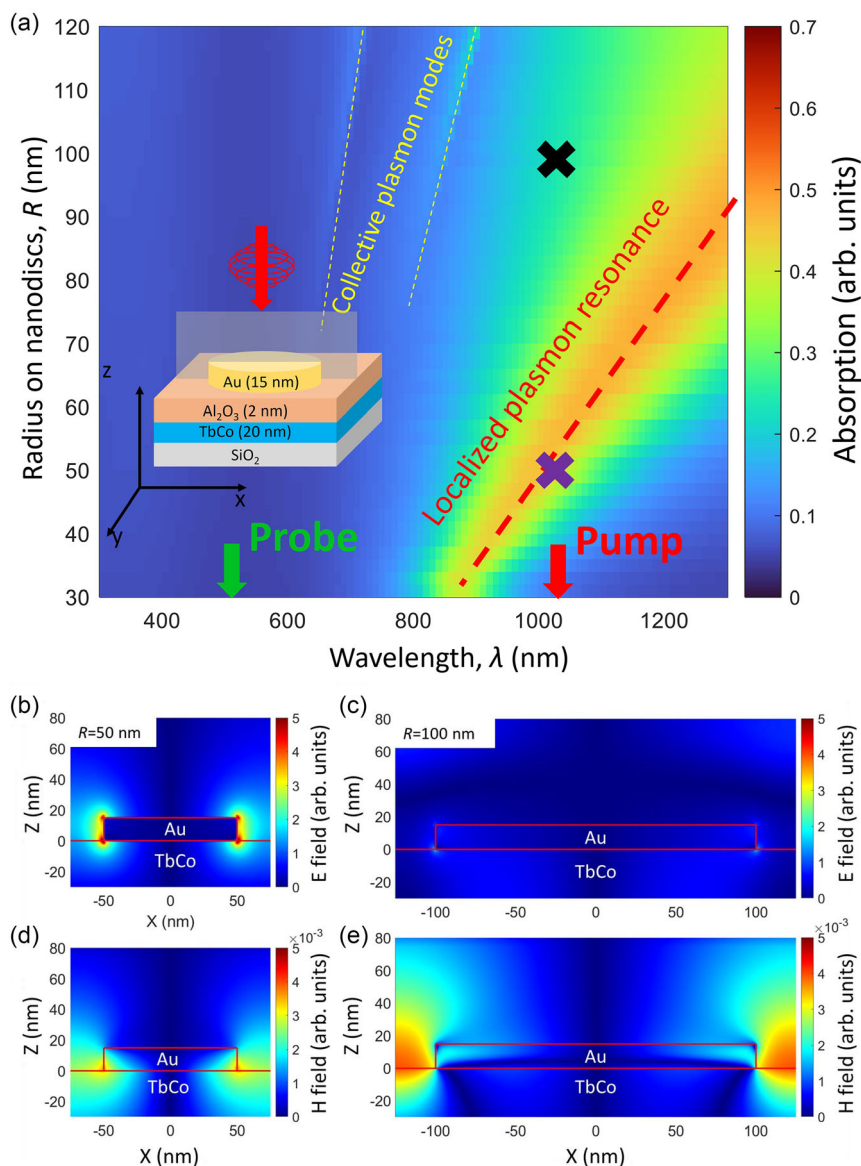 (a)
120
110
100
90
80
70
60
50
40
30
Radius on nanodiscs, R (nm)
Collective plasmon modes
Localized plasmon resonance
z
x
y
Au (15 nm)
Al₂O₃ (2 nm)
TbCo (20 nm)
SiO₂
Probe
Pump
400 600 800 1000 1200
Wavelength, λ (nm)
0.7
0.6
0.5
0.4
0.3
0.2
0.1
0
Absorption (arb. units)
(b)
R=50 nm
80
60
40
20
0
-20
Z (nm)
Au
TbCo
-50 0 50
X (nm)
5
4
3
2
1
0
E field (arb. units)
(c)
R=100 nm
80
60
40
20
0
-20
Z (nm)
Au
TbCo
-100 -50 0 50 100
5
4
3
2
1
0
E field (arb. units)
(d)
80
60
40
20
0
-20
Z (nm)
Au
TbCo
-50 0 50
X (nm)
×10⁻³
5
4
3
2
1
0
H field (arb. units)
(e)
80
60
40
20
0
-20
Z (nm)
Au
TbCo
-100 -50 0 50 100
X (nm)
×10⁻³
5
4
3
2
1
0
H field (arb. units)